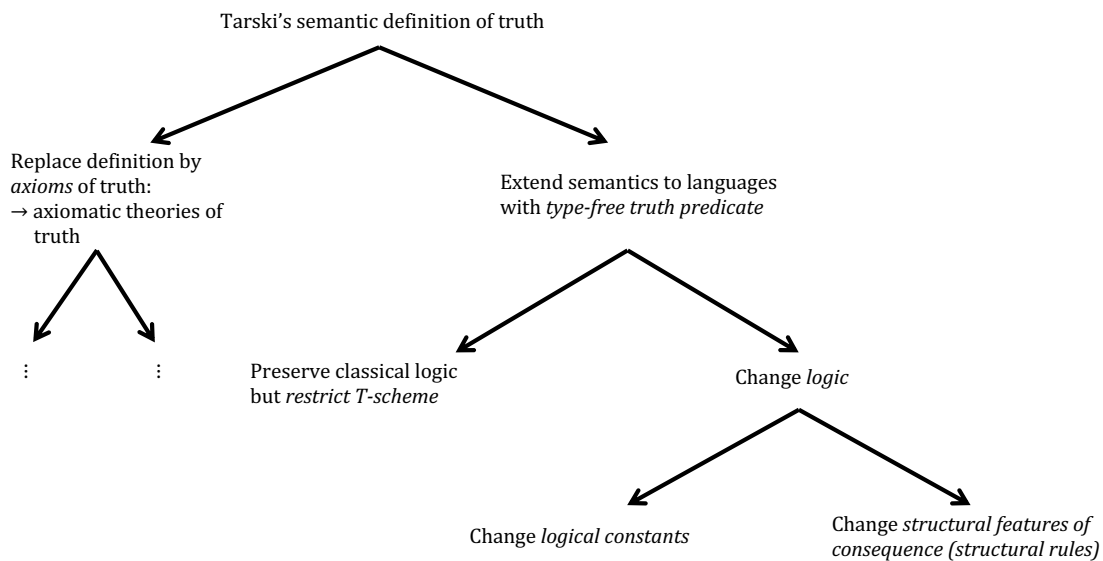 Tarski’s semantic definition of truth
Replace definition by
axioms of truth:
→ axiomatic theories of
truth
Extend semantics to languages
with type-free truth predicate
⋮ ⋮
Preserve classical logic
but restrict T-scheme
Change logic
Change logical constants
Change structural features of
consequence (structural rules)